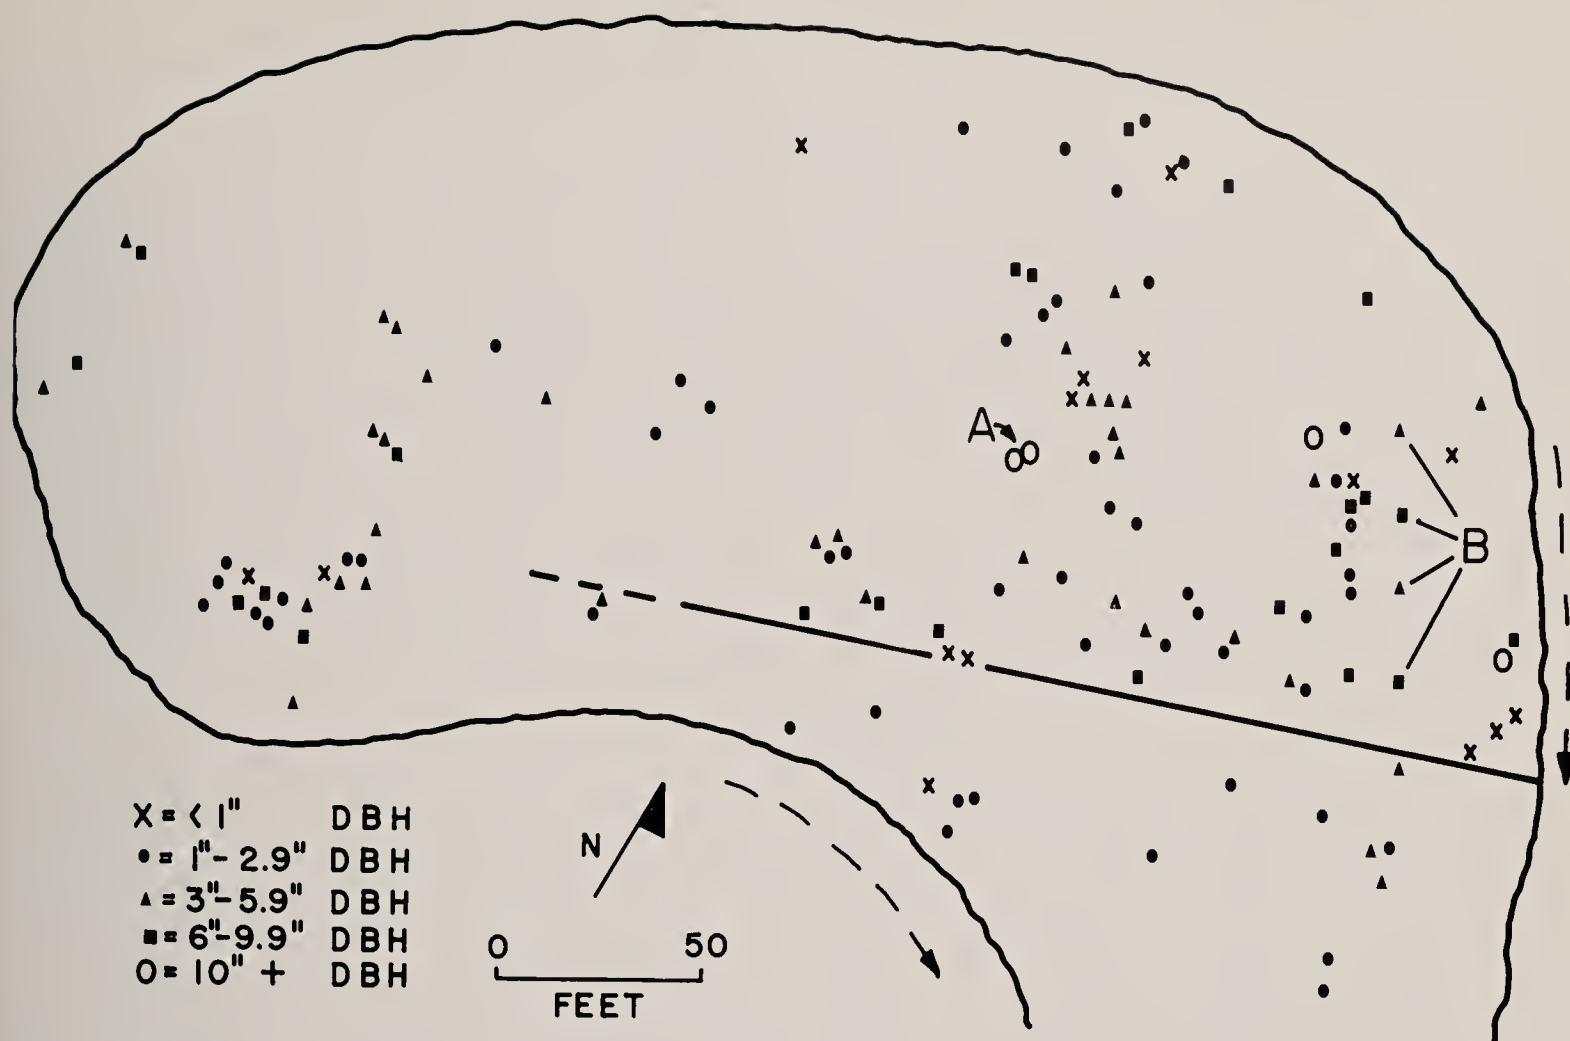 A
B
X = < 1" DBH
● = 1"- 2.9" DBH
▲ = 3"- 5.9" DBH
■ = 6"-9.9" DBH
O = 10" + DBH
N
0 50
FEET